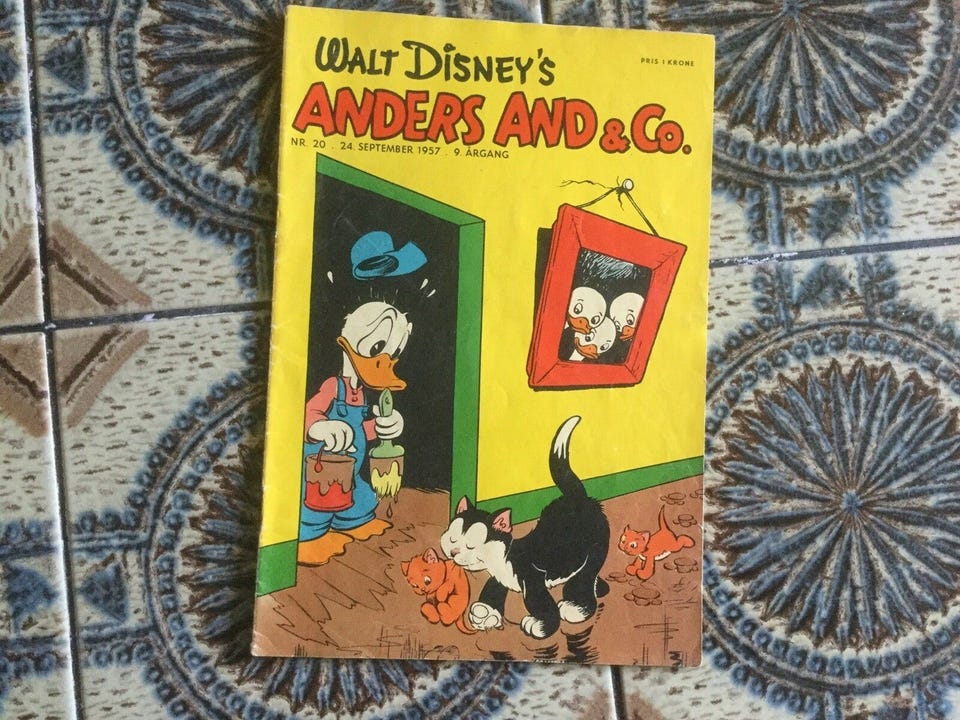 WALT DISNEY'S
PRIS 1 KRONE
ANDERS AND & Co.
NR. 20 . 24. SEPTEMBER 1957 . 9. ÅRGANG